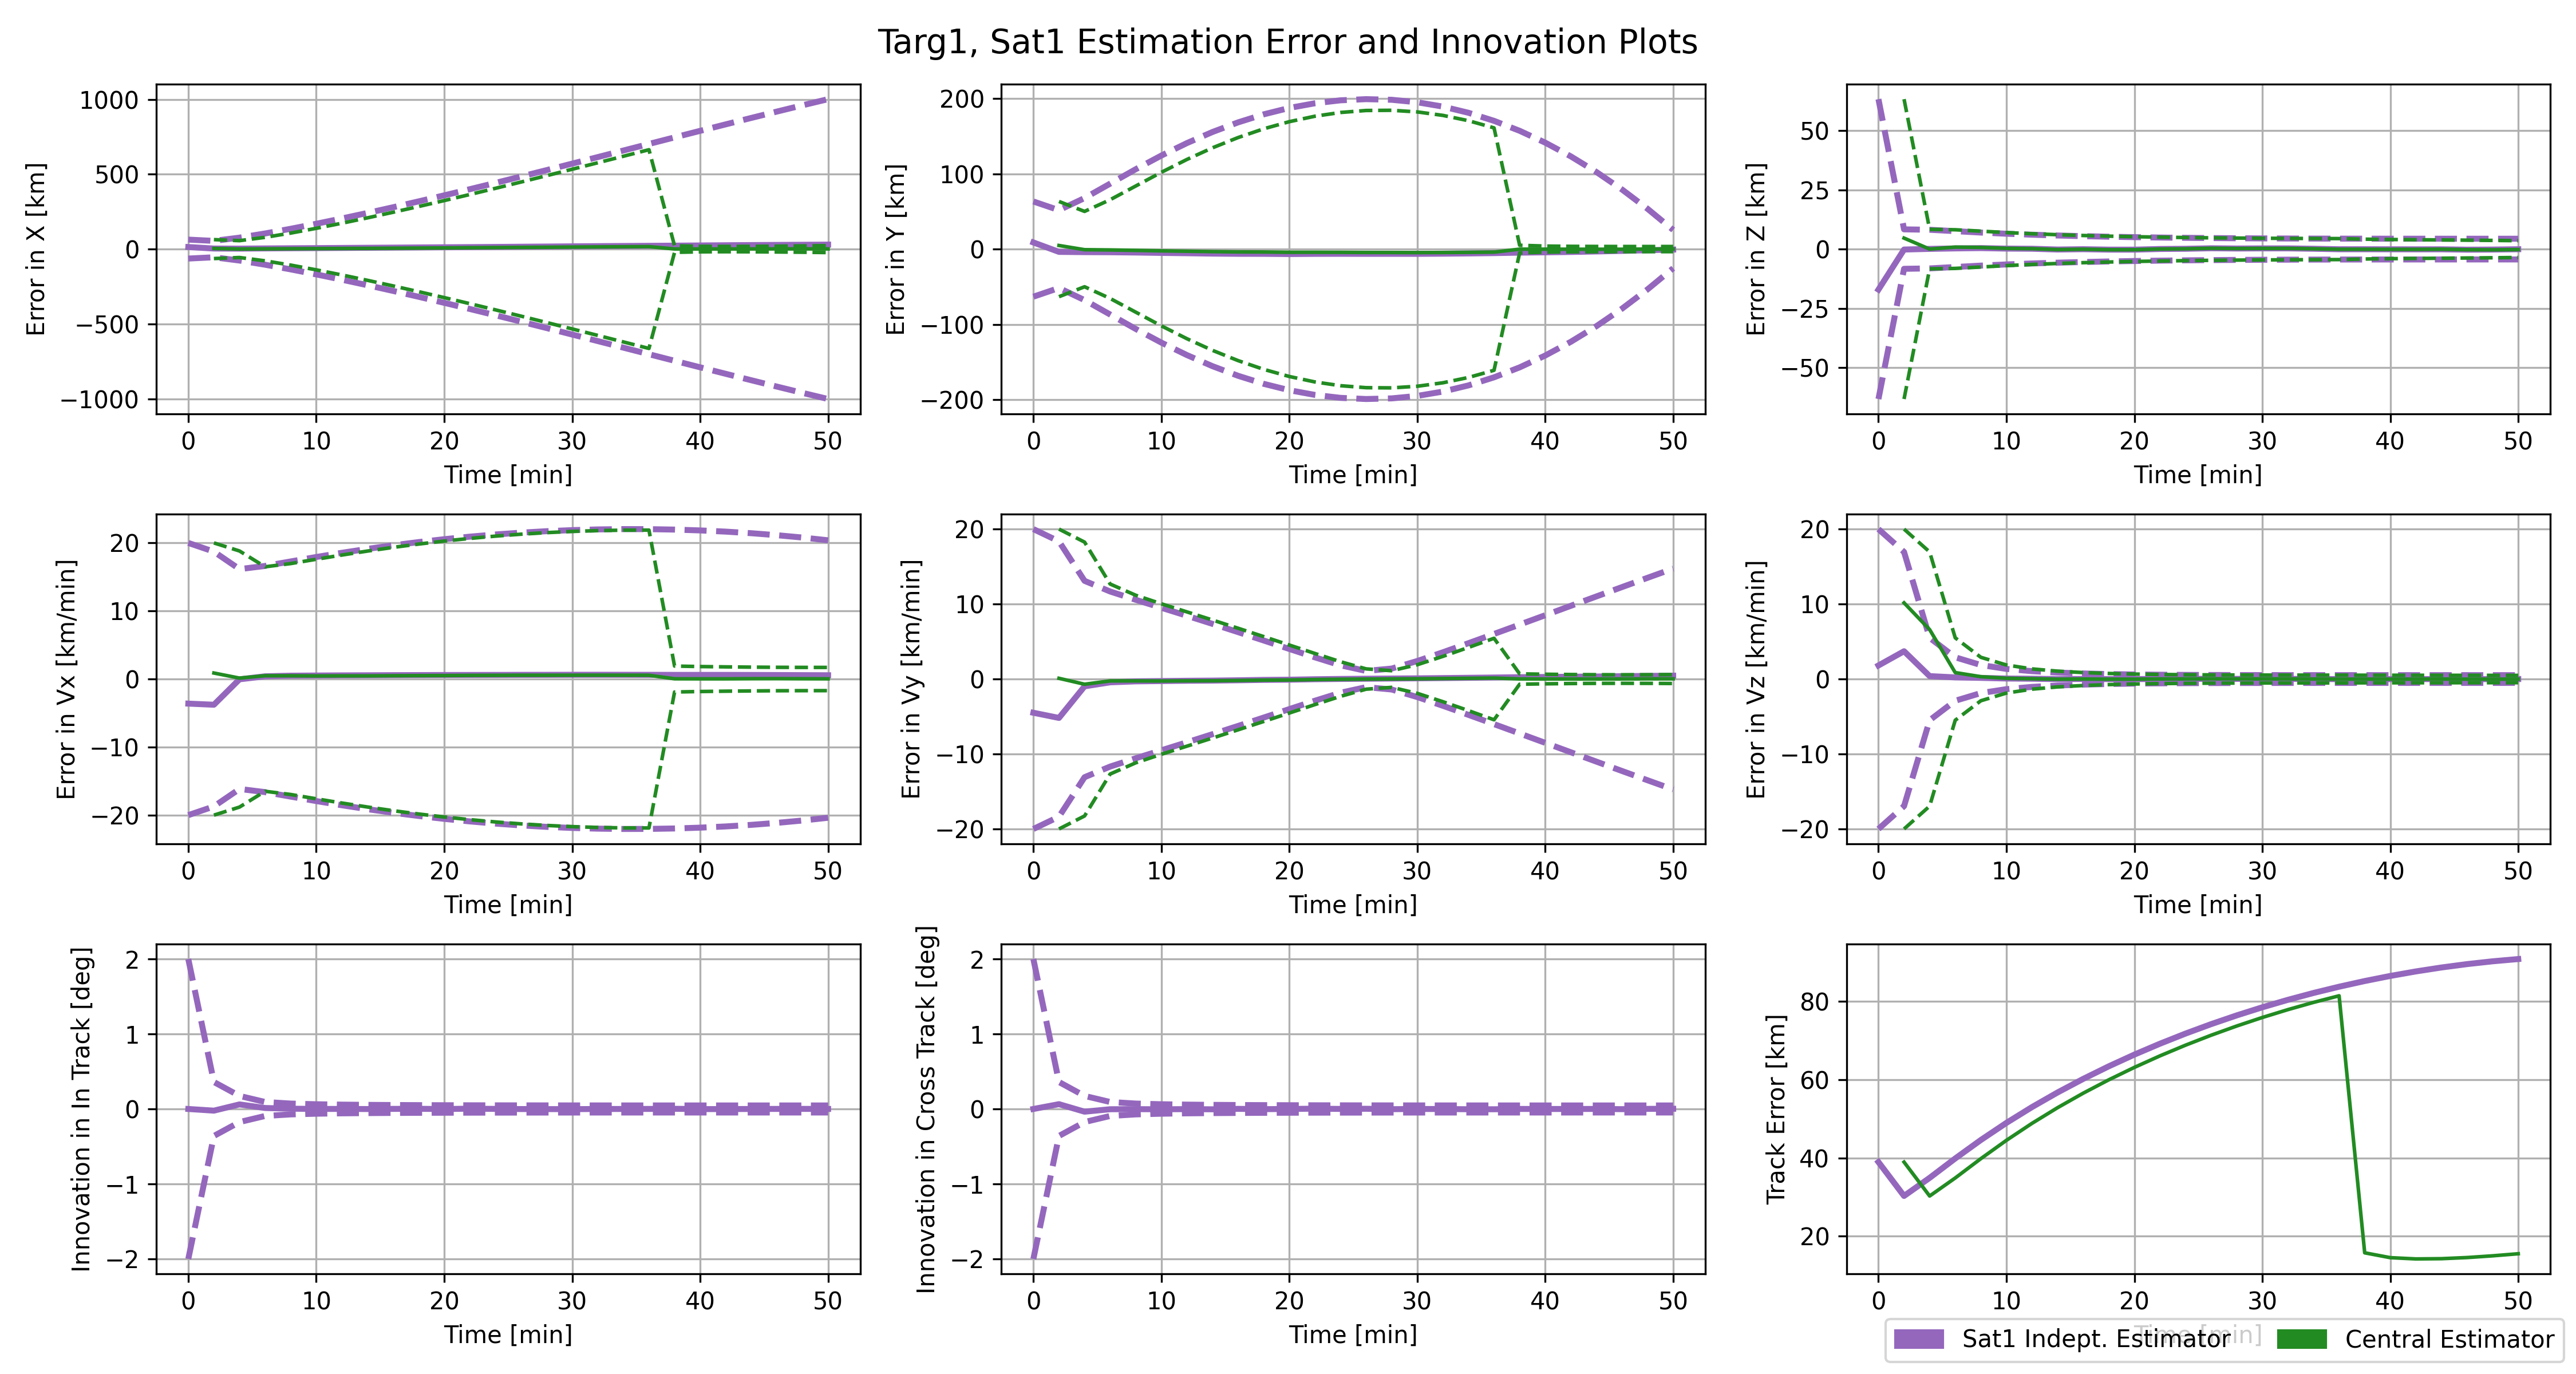 Targ1, Sat1 Estimation Error and Innovation Plots
Error in X [km]
1000
500
0
−500
−1000
0 10 20 30 40 50
Time [min]
Error in Y [km]
200
100
0
−100
−200
0 10 20 30 40 50
Time [min]
Error in Z [km]
50
25
0
−25
−50
0 10 20 30 40 50
Time [min]
Error in Vx [km/min]
20
10
0
−10
−20
0 10 20 30 40 50
Time [min]
Error in Vy [km/min]
20
10
0
−10
−20
0 10 20 30 40 50
Time [min]
Error in Vz [km/min]
20
10
0
−10
−20
0 10 20 30 40 50
Time [min]
Innovation in In Track [deg]
2
1
0
−1
−2
0 10 20 30 40 50
Time [min]
Innovation in Cross Track [deg]
2
1
0
−1
−2
0 10 20 30 40 50
Time [min]
Track Error [km]
80
60
40
20
0 10 20 30 40 50
Time [min]
Sat1 Indept. Estimator
Central Estimator